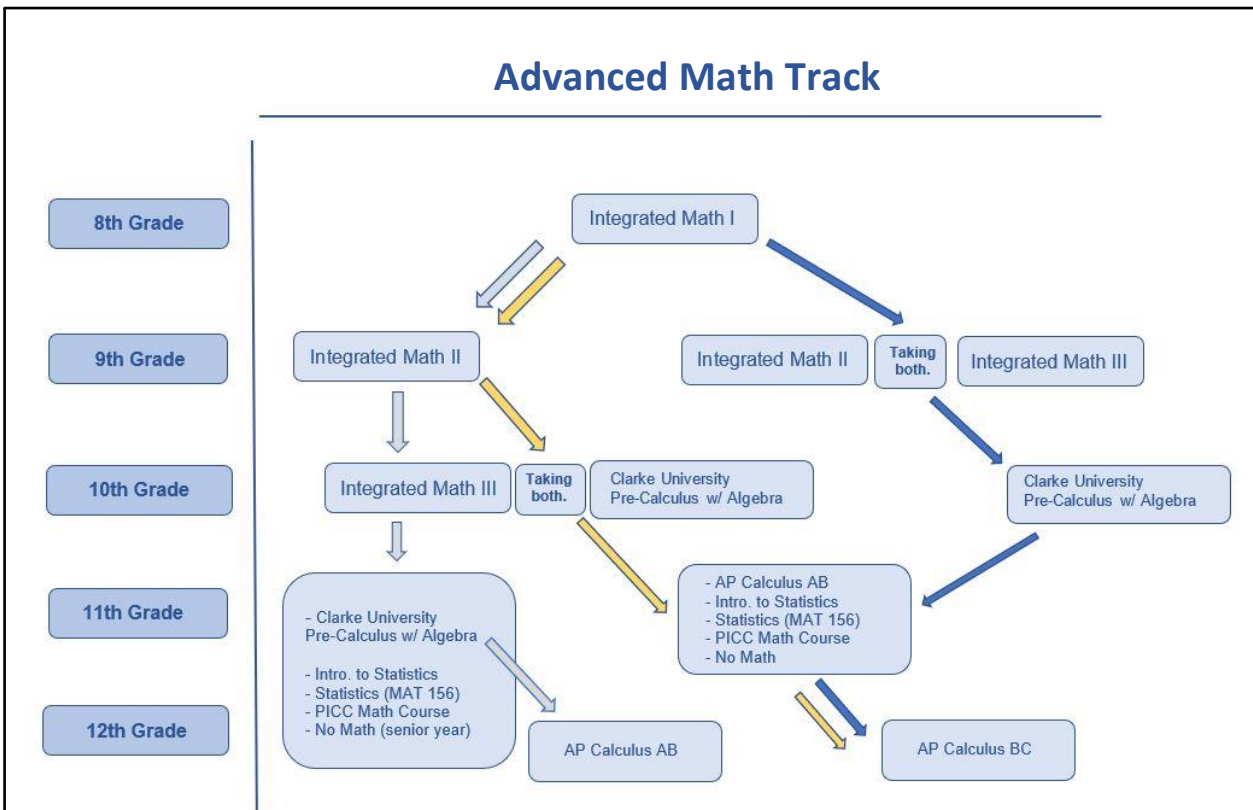 Advanced Math Track
8th Grade
Integrated Math I
9th Grade
Integrated Math II
Integrated Math II
Taking
both.
Integrated Math III
10th Grade
Integrated Math III
Taking
both.
Clarke University
Pre-Calculus w/ Algebra
Clarke University
Pre-Calculus w/ Algebra
11th Grade
- Clarke University
Pre-Calculus w/ Algebra
- Intro. to Statistics
- Statistics (MAT 156)
- PICC Math Course
- No Math (senior year)
- AP Calculus AB
- Intro. to Statistics
- Statistics (MAT 156)
- PICC Math Course
- No Math
12th Grade
AP Calculus AB
AP Calculus BC